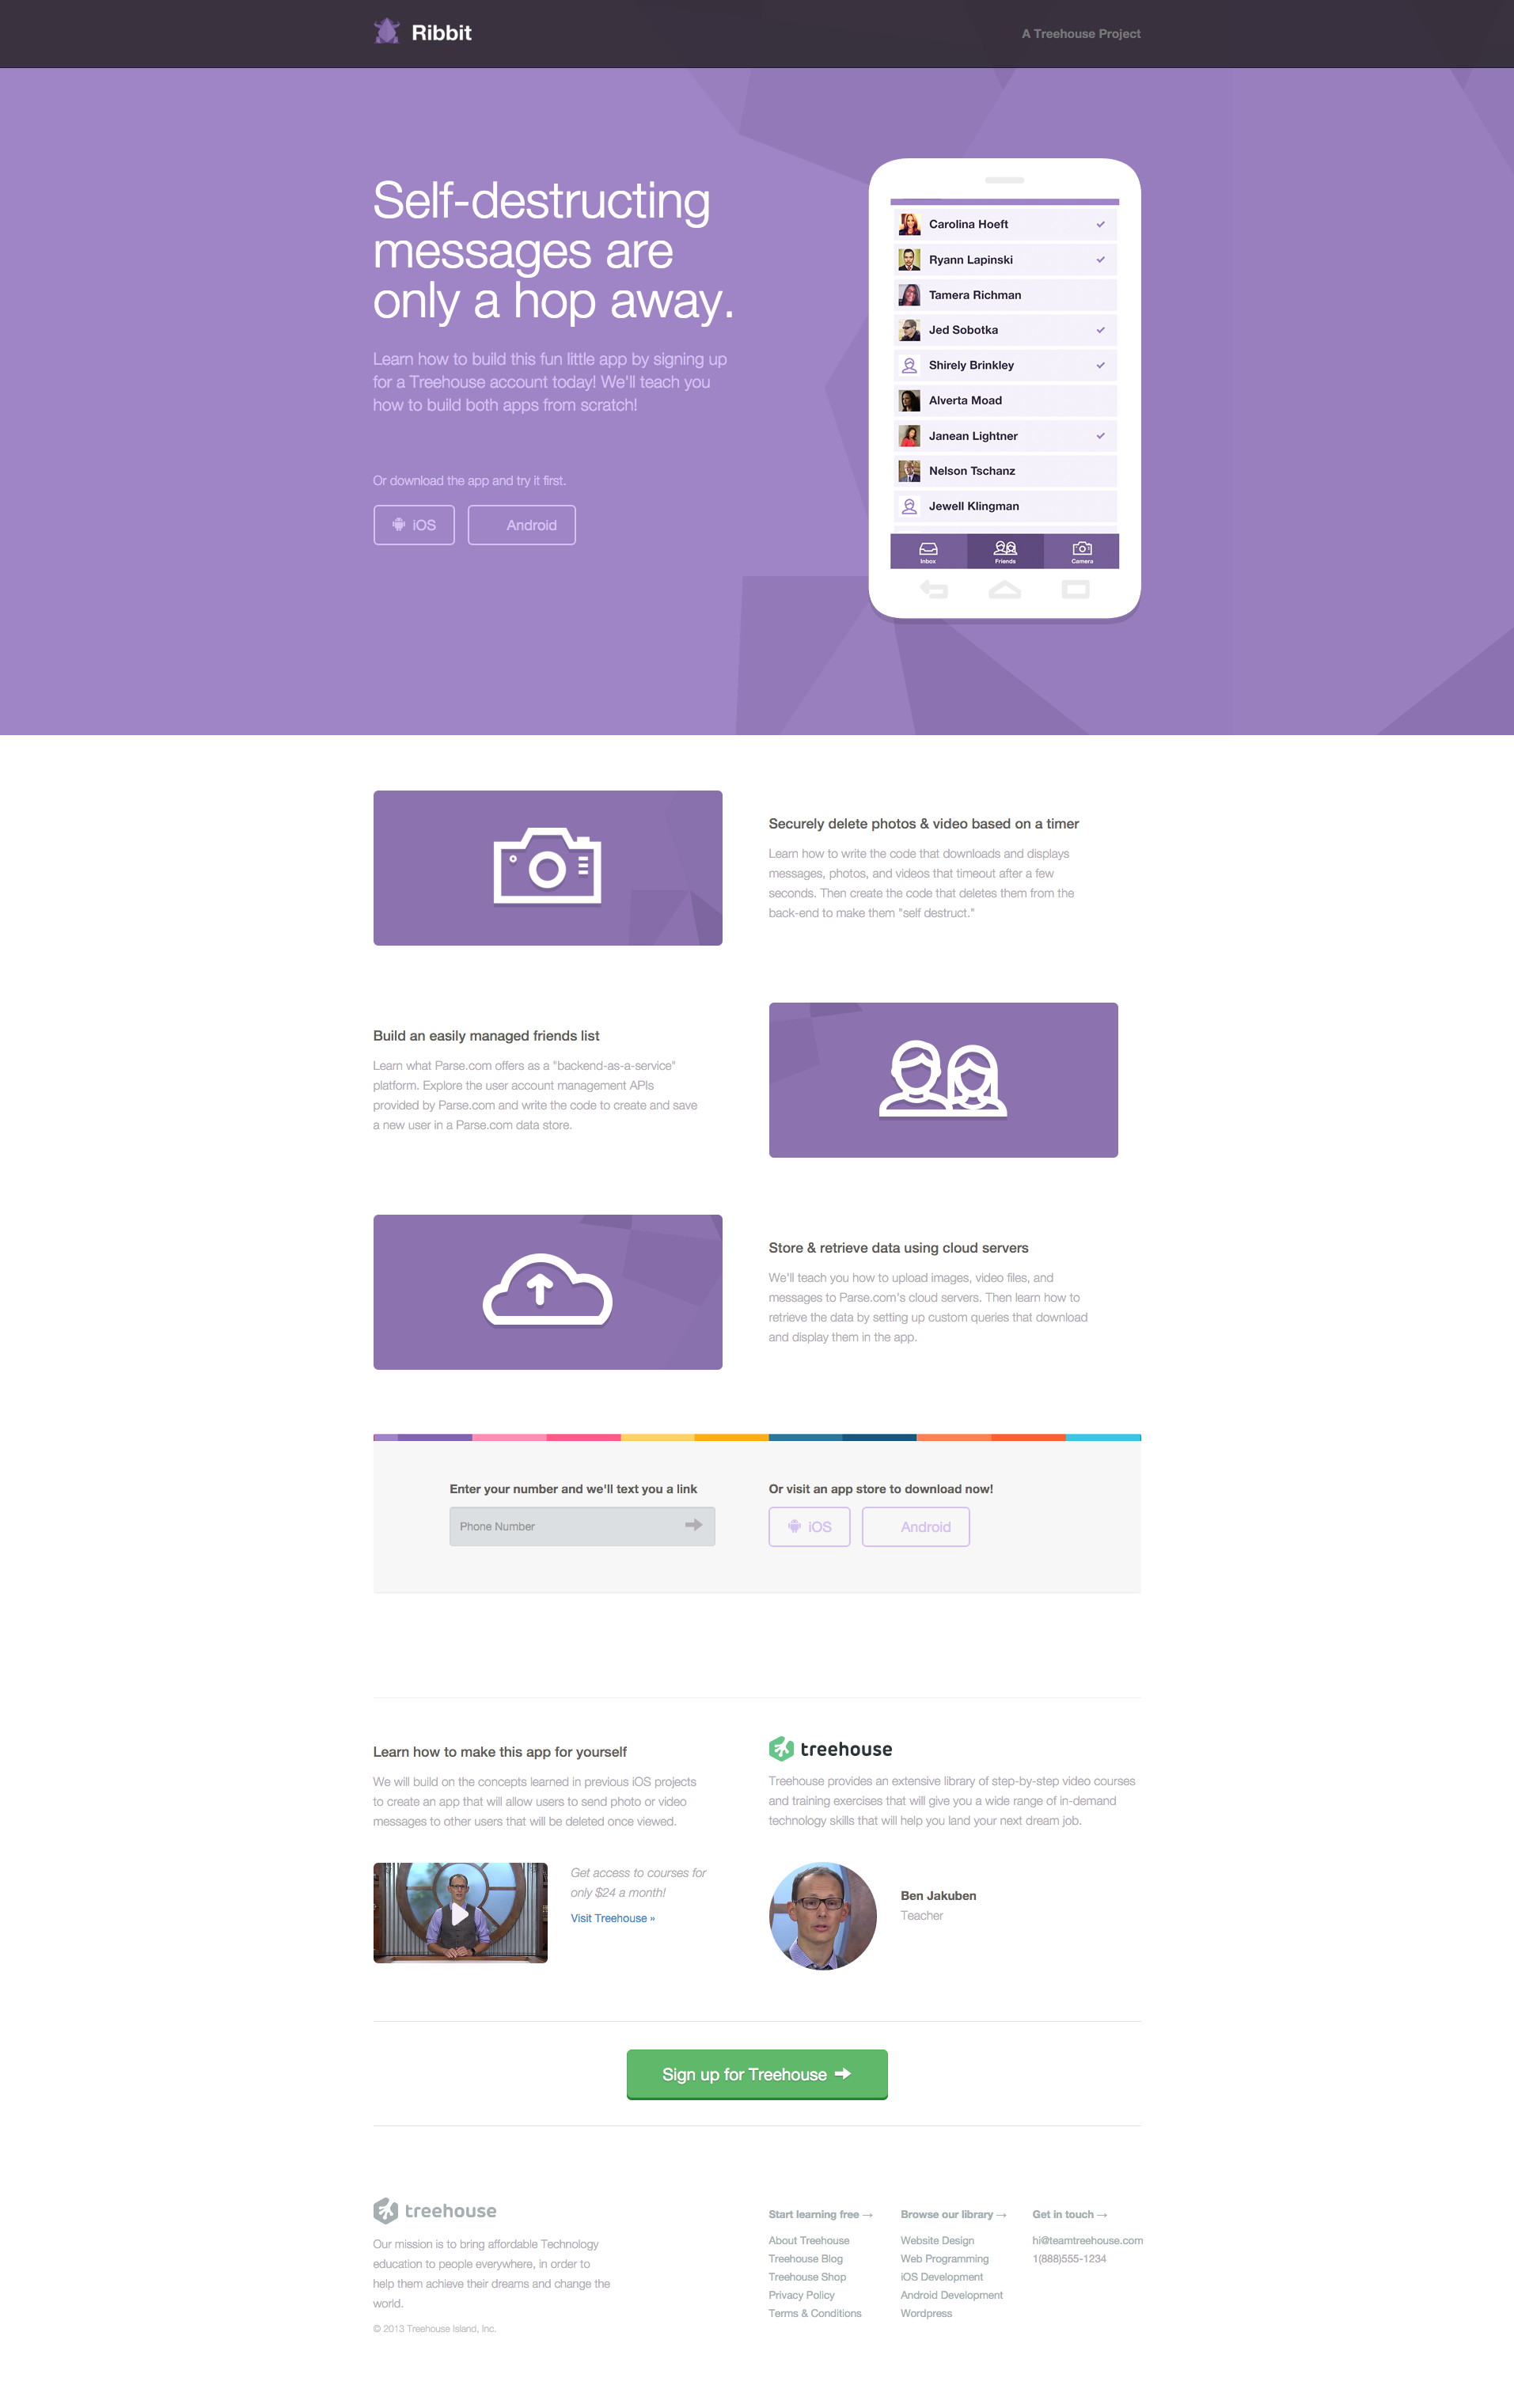 Ribbit
A Treehouse Project
Self-destructing
messages are
only a hop away.
Learn how to build this fun little app by signing up
for a Treehouse account today! We'll teach you
how to build both apps from scratch!
Or download the app and try it first.
iOS
Android
Carolina Hoeft
Ryann Lapinski
Tamera Richman
Jed Sobotka
Shirely Brinkley
Alverta Moad
Janean Lightner
Nelson Tschanz
Jewell Klingman
Inbox
Friends
Camera
Securely delete photos & video based on a timer
Learn how to write the code that downloads and displays
messages, photos, and videos that timeout after a few
seconds. Then create the code that deletes them from the
back-end to make them "self destruct."
Build an easily managed friends list
Learn what Parse.com offers as a "backend-as-a-service"
platform. Explore the user account management APIs
provided by Parse.com and write the code to create and save
a new user in a Parse.com data store.
Store & retrieve data using cloud servers
We'll teach you how to upload images, video files, and
messages to Parse.com's cloud servers. Then learn how to
retrieve the data by setting up custom queries that download
and display them in the app.
Enter your number and we'll text you a link
Phone Number
Or visit an app store to download now!
iOS
Android
Learn how to make this app for yourself
We will build on the concepts learned in previous iOS projects
to create an app that will allow users to send photo or video
messages to other users that will be deleted once viewed.
Get access to courses for
only $24 a month!
Visit Treehouse »
treehouse
Treehouse provides an extensive library of step-by-step video courses
and training exercises that will give you a wide range of in-demand
technology skills that will help you land your next dream job.
Ben Jakuben
Teacher
Sign up for Treehouse
treehouse
Our mission is to bring affordable Technology
education to people everywhere, in order to
help them achieve their dreams and change the
world.
© 2013 Treehouse Island, Inc.
Start learning free →
About Treehouse
Treehouse Blog
Treehouse Shop
Privacy Policy
Terms & Conditions
Browse our library →
Website Design
Web Programming
iOS Development
Android Development
Wordpress
Get in touch →
hi@teamtreehouse.com
1(888)555-1234